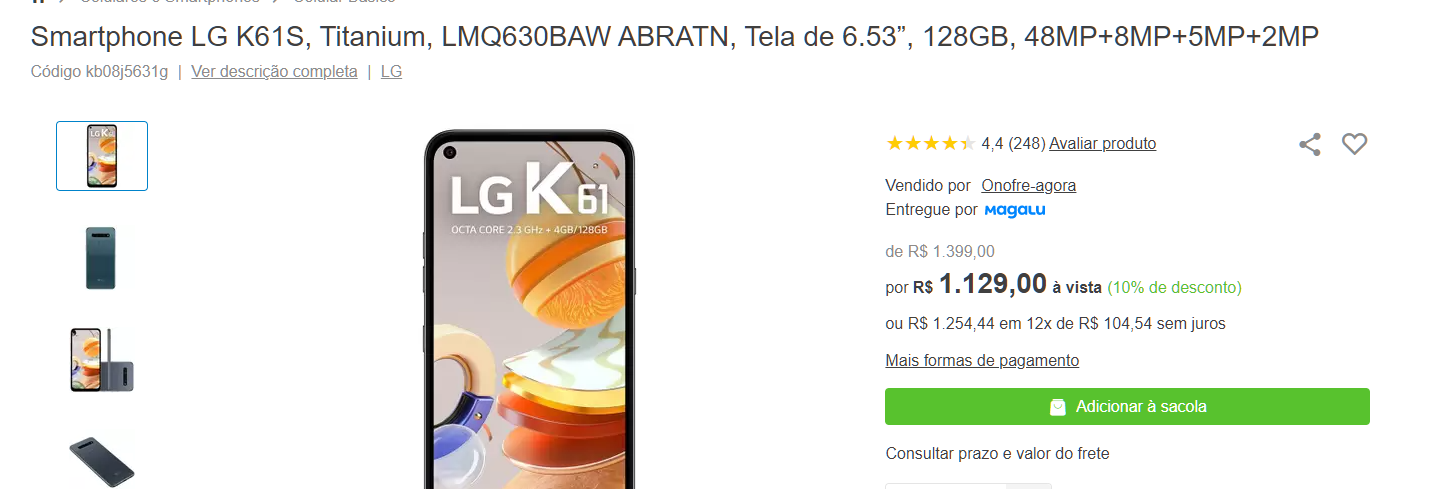 Celulares e Smartphones > Celular Básico
Smartphone LG K61S, Titanium, LMQ630BAW ABRATN, Tela de 6.53”, 128GB, 48MP+8MP+5MP+2MP
Código kb08j5631g | Ver descrição completa | LG
LG K61
OCTA CORE 2.3 GHz + 4GB/128GB
4,4 (248) Avaliar produto
Vendido por Onofre-agora
Entregue por MAGALU
de R$ 1.399,00
por R$ 1.129,00 à vista (10% de desconto)
ou R$ 1.254,44 em 12x de R$ 104,54 sem juros
Mais formas de pagamento
Adicionar à sacola
Consultar prazo e valor do frete